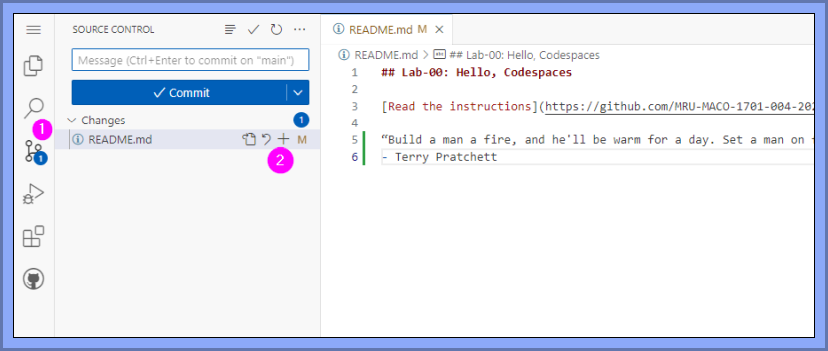 SOURCE CONTROL
Message (Ctrl+Enter to commit on "main")
Commit
Changes 1
README.md M
1
1
2
README.md M
README.md > ## Lab-00: Hello, Codespaces
1 ## Lab-00: Hello, Codespaces
2
3 [Read the instructions](https://github.com/MRU-MACO-1701-004-202
4
5 “Build a man a fire, and he'll be warm for a day. Set a man on
6 - Terry Pratchett